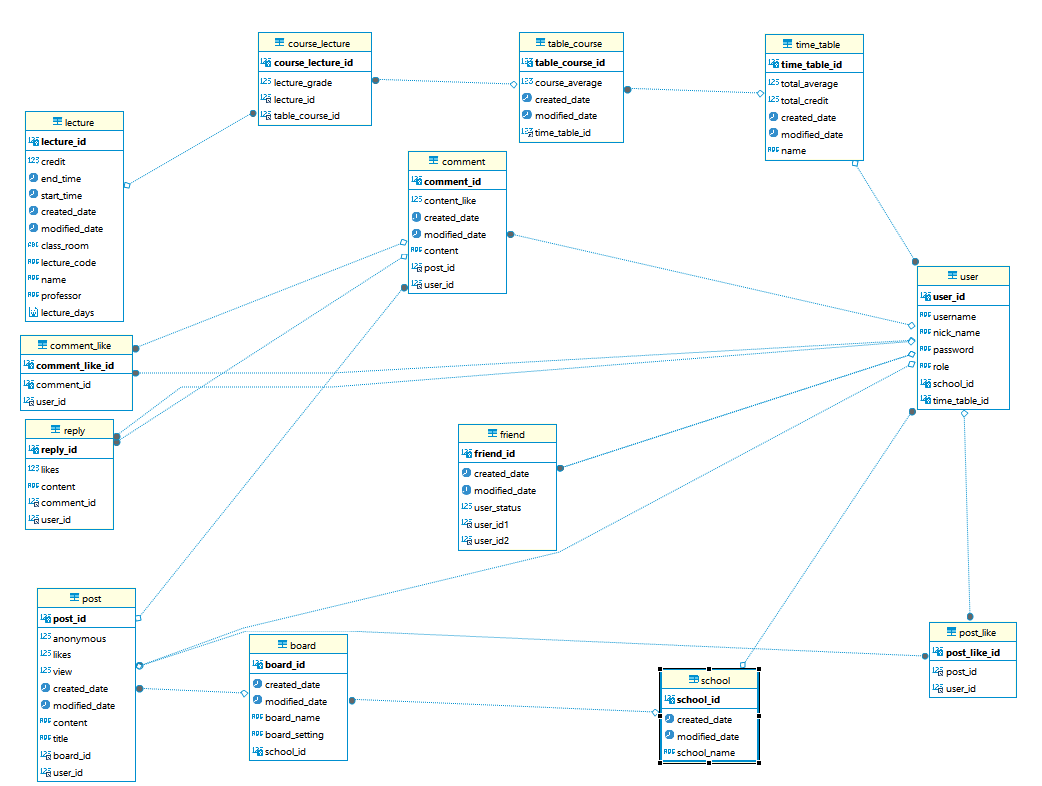 course_lecture
course_lecture_id
lecture_grade
lecture_id
table_course_id
table_course
table_course_id
course_average
created_date
modified_date
time_table_id
time_table
time_table_id
total_average
total_credit
created_date
modified_date
name
lecture
lecture_id
credit
end_time
start_time
created_date
modified_date
class_room
lecture_code
name
professor
lecture_days
comment
comment_id
content_like
created_date
modified_date
content
post_id
user_id
user
user_id
username
nick_name
password
role
school_id
time_table_id
comment_like
comment_like_id
comment_id
user_id
reply
reply_id
likes
content
comment_id
user_id
friend
friend_id
created_date
modified_date
user_status
user_id1
user_id2
post
post_id
anonymous
likes
view
created_date
modified_date
content
title
board_id
user_id
board
board_id
created_date
modified_date
board_name
board_setting
school_id
school
school_id
created_date
modified_date
school_name
post_like
post_like_id
post_id
user_id